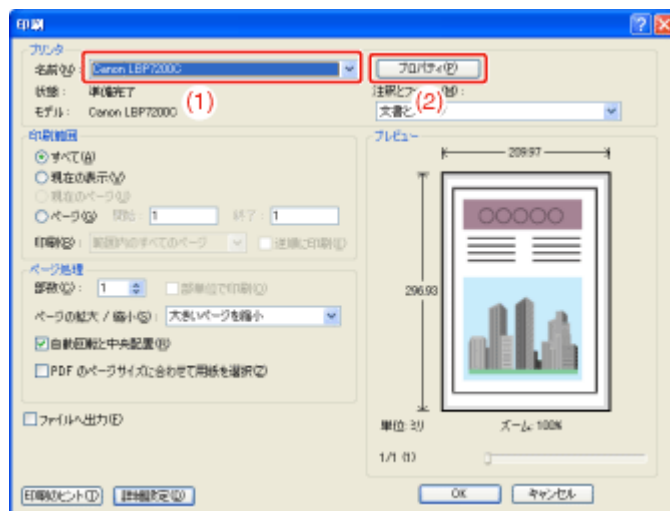 印刷
プリンタ
名前(N): Canon LBP7200C
プロパティ(P)
(1)
(2)
状態: 準備完了
モデル: Canon LBP7200C
文書と
印刷範囲
すべて(A)
現在の表示(V)
現在のページ(U)
ページ(G) 開始: 1 終了: 1
印刷(R): 範囲内のすべてのページ 逆順に印刷(E)
ページ処理
部数(C): 1 部単位で印刷(O)
ページの拡大 / 縮小(S): 大きいページを縮小
自動回転と中央配置(R)
PDF のページサイズに合わせて用紙を選択(Z)
ファイルへ出力(F)
プレビュー
209.97
296.93
単位: ミリ ズーム: 100%
1/1 (1)
印刷のヒント(T)
詳細設定(D)
OK
キャンセル